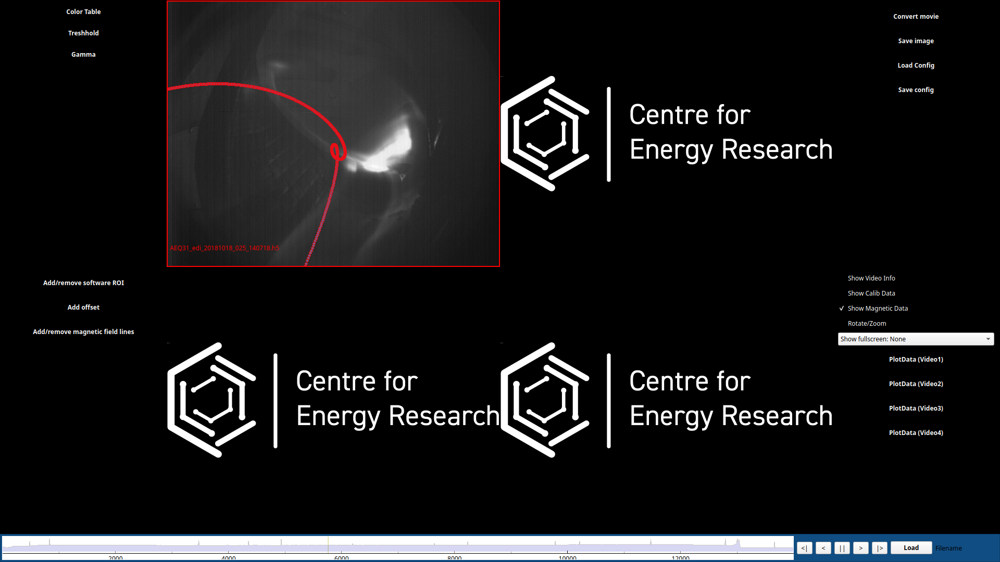 Color Table
Treshhold
Gamma
AEQ31_edi_20181018_025_140718.h5
Centre for
Energy Research
Convert movie
Save image
Load Config
Save config
Add/remove software ROI
Add offset
Add/remove magnetic field lines
Centre for
Energy Research
Centre for
Energy Research
Show Video Info
Show Calib Data
✓ Show Magnetic Data
Rotate/Zoom
Show fullscreen: None
PlotData (Video1)
PlotData (Video2)
PlotData (Video3)
PlotData (Video4)
2000 4000 6000 8000 10000 12000
<| < || > |> Load Filename